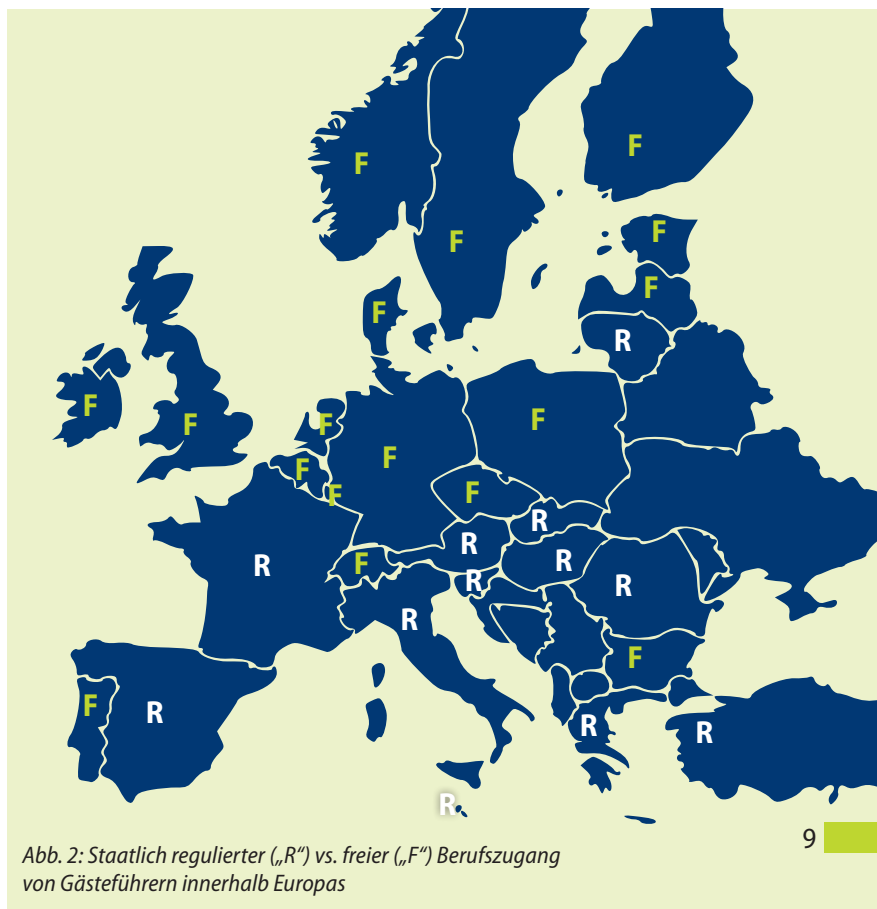 F
F
F
F
F
F
R
F
F
F
F
F
F
F
F
F
R
R
R
F
R
R
R
R
F
F
R
R
R
R
9
Abb. 2: Staatlich regulierter („R“) vs. freier („F“) Berufszugang
von Gästeführern innerhalb Europas